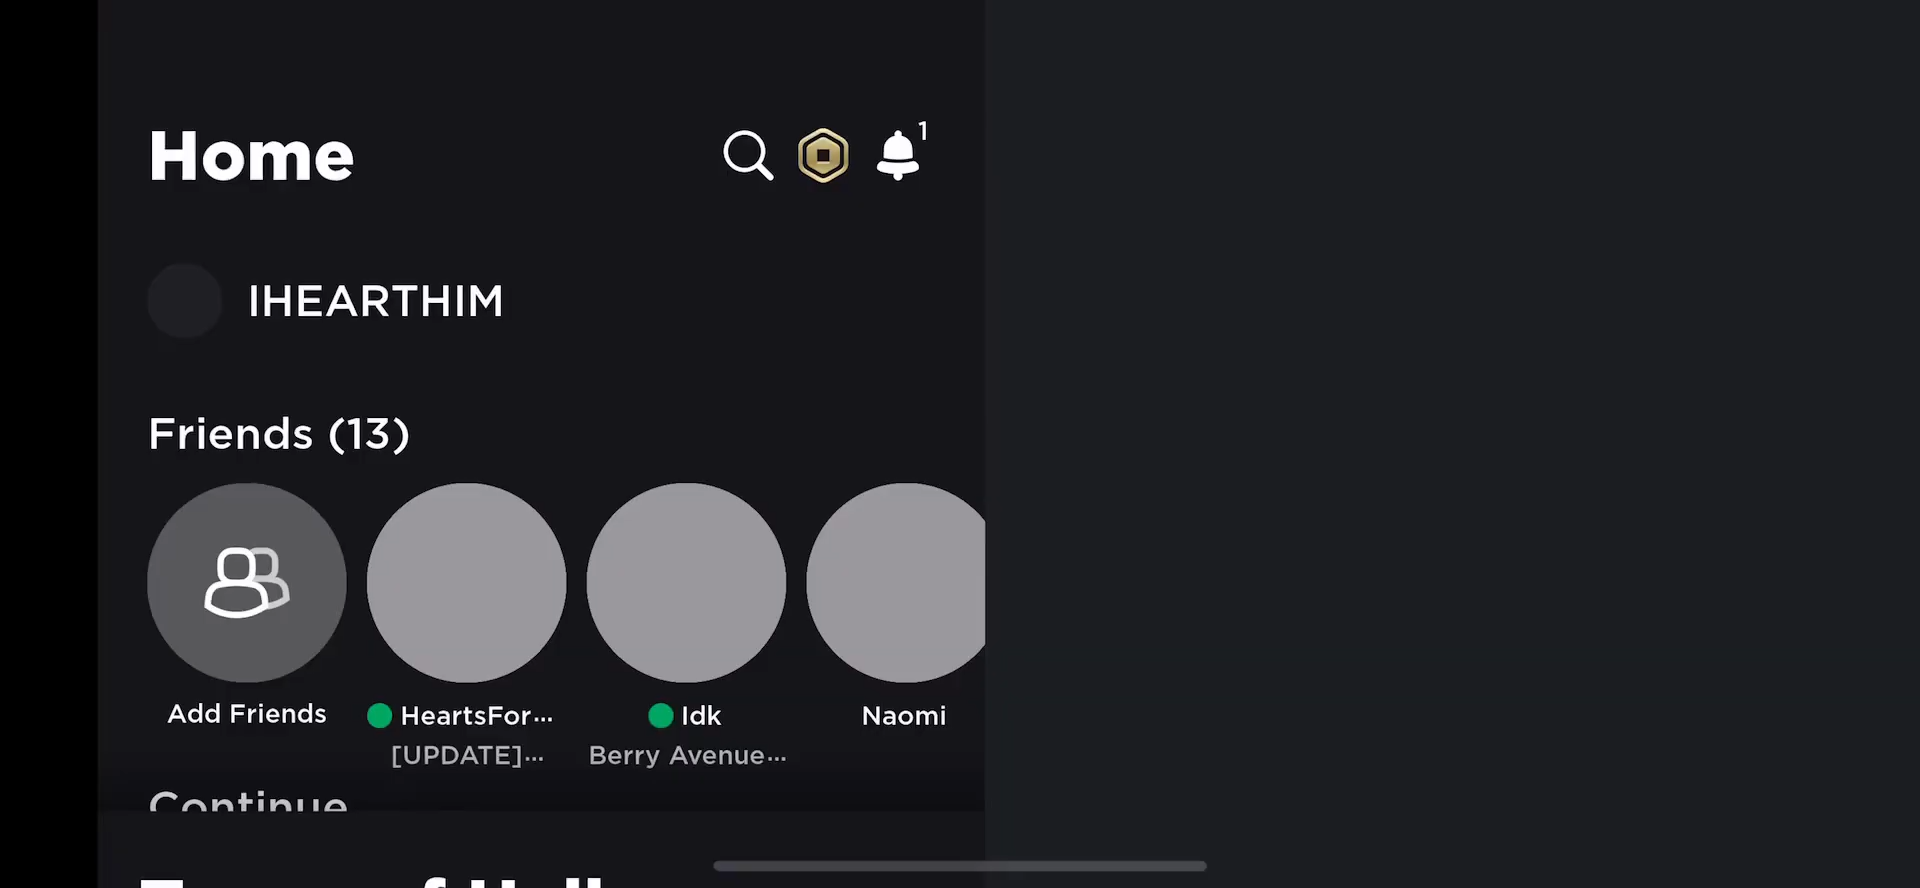 Home
1
IHEARTHIM
Friends (13)
Add Friends
HeartsFor...
Idk
Naomi
[UPDATE]...
Berry Avenue...
Continue